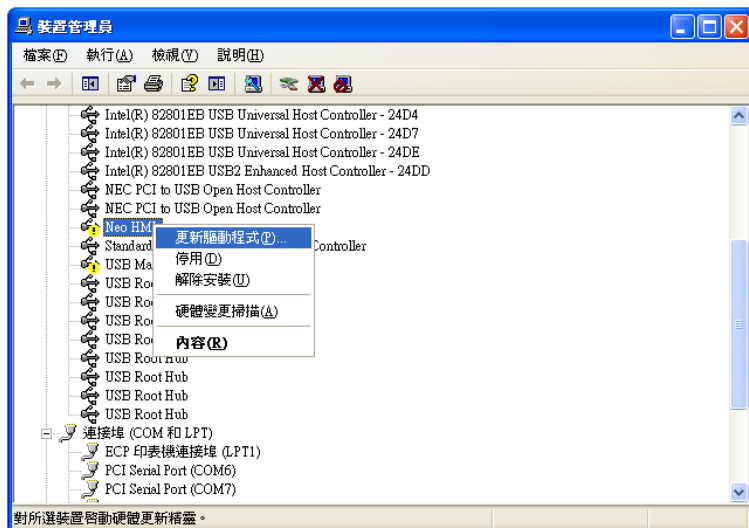 裝置管理員
檔案(F) 執行(A) 檢視(V) 說明(H)
Intel(R) 82801EB USB Universal Host Controller - 24D4
Intel(R) 82801EB USB Universal Host Controller - 24D7
Intel(R) 82801EB USB Universal Host Controller - 24DE
Intel(R) 82801EB USB2 Enhanced Host Controller - 24DD
NEC PCI to USB Open Host Controller
NEC PCI to USB Open Host Controller
Neo HM
更新驅動程式(P)...
Standard Controller
停用(D)
USB Ma
解除安裝(U)
USB Ro
USB Ro
硬體變更掃描(A)
USB Ro
USB Ro
內容(R)
USB Root Hub
USB Root Hub
USB Root Hub
USB Root Hub
連接埠 (COM 和 LPT)
ECP 印表機連接埠 (LPT1)
PCI Serial Port (COM6)
PCI Serial Port (COM7)
對所選裝置啓動硬體更新精靈。